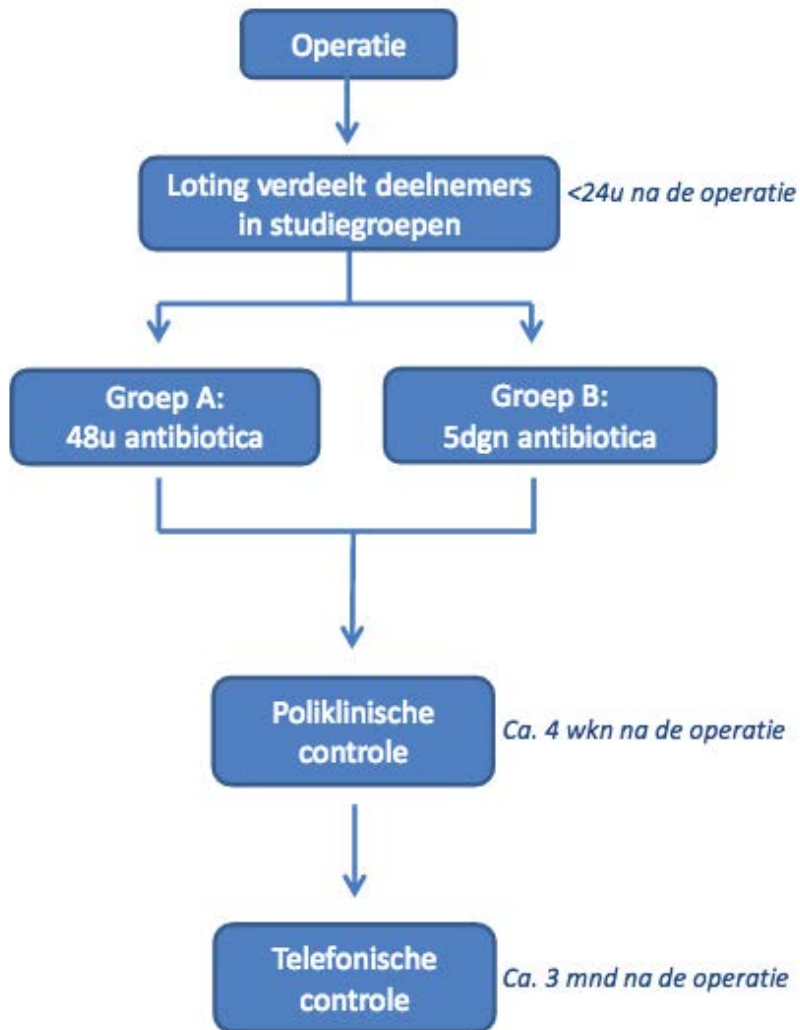 Operatie
Loting verdeelt deelnemers
in studiegroepen
<24u na de operatie
Groep A:
48u antibiotica
Groep B:
5dgn antibiotica
Poliklinische
controle
Ca. 4 wkn na de operatie
Telefonische
controle
Ca. 3 mnd na de operatie